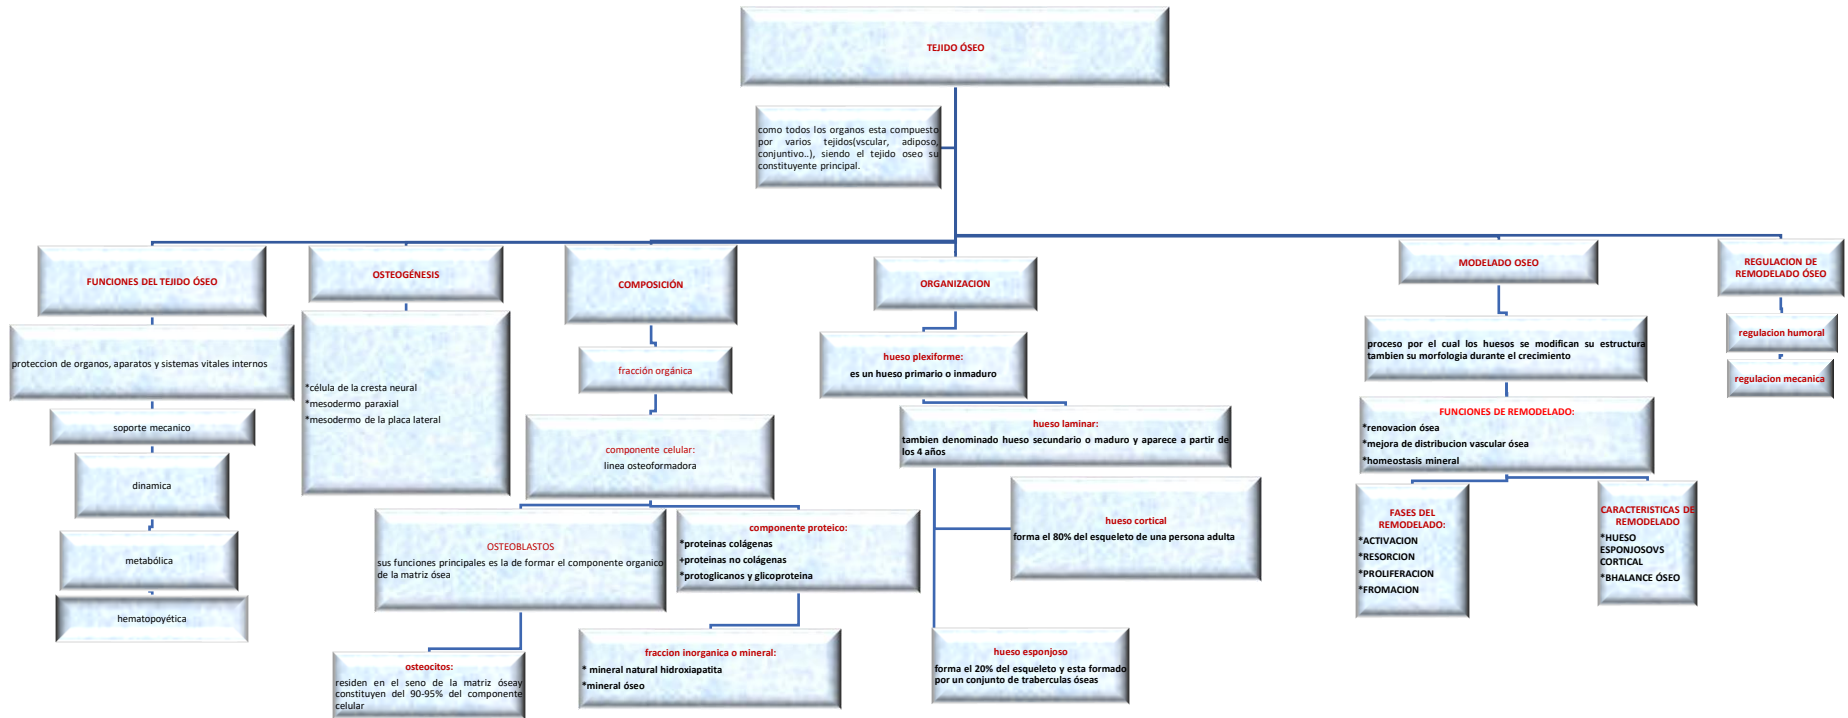 TEJIDO ÓSEO
como todos los organos esta compuesto
por varios tejidos(vscular, adiposo,
conjuntivo..), siendo el tejido oseo su
constituyente principal.
FUNCIONES DEL TEJIDO ÓSEO
proteccion de organos, aparatos y sistemas vitales internos
soporte mecanico
dinamica
metabólica
hematopoyética
OSTEOGÉNESIS
*célula de la cresta neural
*mesodermo paraxial
*mesodermo de la placa lateral
COMPOSICIÓN
fracción orgánica
componente celular:
linea osteoformadora
OSTEOBLASTOS
sus funciones principales es la de formar el componente organico
de la matriz ósea
osteocitos:
residen en el seno de la matriz óseay
constituyen del 90-95% del componente
celular
componente proteico:
*proteinas colágenas
+proteinas no colágenas
*protoglicanos y glicoproteina
fraccion inorganica o mineral:
* mineral natural hidroxiapatita
*mineral óseo
ORGANIZACION
hueso plexiforme:
es un hueso primario o inmaduro
hueso laminar:
tambien denominado hueso secundario o maduro y aparece a partir de
los 4 años
hueso cortical
forma el 80% del esqueleto de una persona adulta
hueso esponjoso
forma el 20% del esqueleto y esta formado
por un conjunto de traberculas óseas
MODELADO OSEO
proceso por el cual los huesos se modifican su estructura
tambien su morfologia durante el crecimiento
FUNCIONES DE REMODELADO:
*renovacion ósea
*mejora de distribucion vascular ósea
*homeostasis mineral
FASES DEL
REMODELADO:
*ACTIVACION
*RESORCION
*PROLIFERACION
*FROMACION
CARACTERISTICAS DE
REMODELADO
*HUESO
ESPONJOSOVS
CORTICAL
*BHALANCE ÓSEO
REGULACION DE
REMODELADO ÓSEO
regulacion humoral
regulacion mecanica